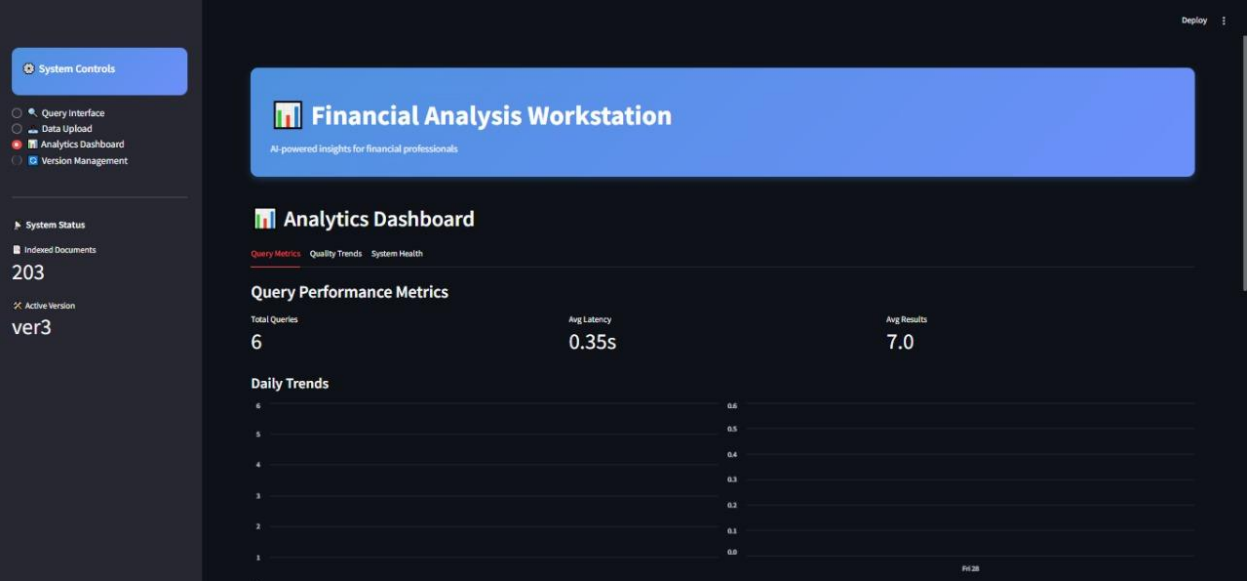 Deploy
System Controls
Query Interface
Data Upload
Analytics Dashboard
Version Management
System Status
Indexed Documents
203
Active Version
ver3
Financial Analysis Workstation
AI-powered insights for financial professionals
Analytics Dashboard
Query Metrics Quality Trends System Health
Query Performance Metrics
Total Queries Avg Latency Avg Results
6 0.35s 7.0
Daily Trends
6
5
4
3
2
1
0.6
0.5
0.4
0.3
0.2
0.1
0.0
Fri 28